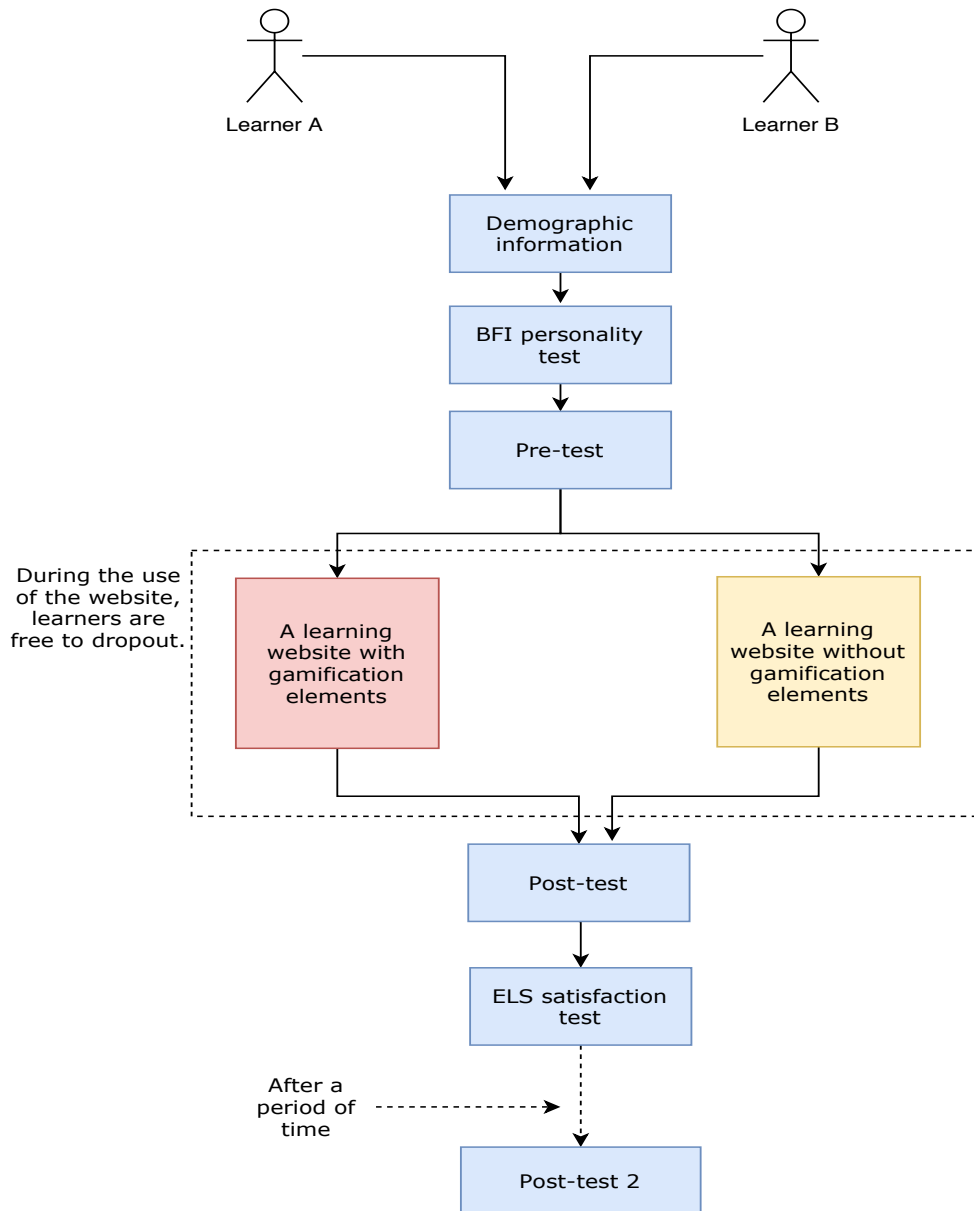 Learner A
Learner B
Demographic
information
BFI personality
test
Pre-test
During the use
of the website,
learners are
free to dropout.
A learning
website with
gamification
elements
A learning
website without
gamification
elements
Post-test
ELS satisfaction
test
After a
period of
time
Post-test 2